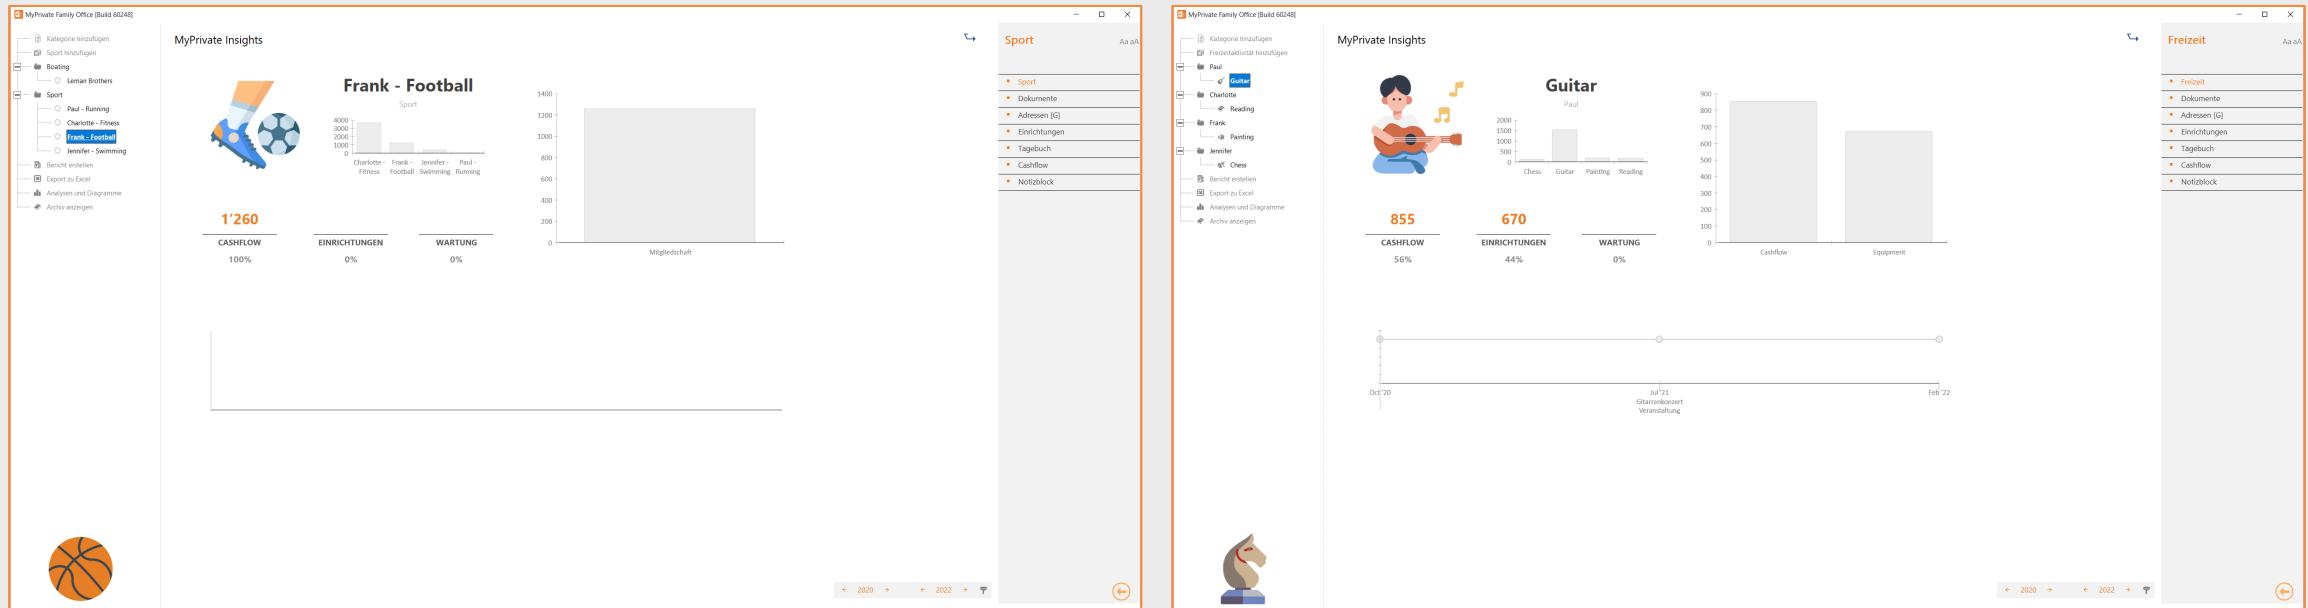 MyPrivate Family Office [Build 60248]
Kategorie hinzufügen
Sport hinzufügen
Boating
Leman Brothers
Sport
Paul - Running
Charlotte - Fitness
Frank - Football
Jennifer - Swimming
Bericht erstellen
Export zu Excel
Analysen und Diagramme
Archiv anzeigen
MyPrivate Insights
Frank - Football
Sport
4000
3000
2000
1000
0
Charlotte - Fitness
Frank - Football
Jennifer - Swimming
Paul - Running
1400
1200
1000
800
600
400
200
0
Mitgliedschaft
1’260
CASHFLOW
100%
EINRICHTUNGEN
0%
WARTUNG
0%
2020
2022
Sport
Aa aA
Sport
Dokumente
Adressen [G]
Einrichtungen
Tagebuch
Cashflow
Notizblock
MyPrivate Family Office [Build 60248]
Kategorie hinzufügen
Freizeitaktivität hinzufügen
Paul
Guitar
Charlotte
Reading
Frank
Painting
Jennifer
Chess
Bericht erstellen
Export zu Excel
Analysen und Diagramme
Archiv anzeigen
MyPrivate Insights
Guitar
Paul
2000
1500
1000
500
0
Chess
Guitar
Painting
Reading
900
800
700
600
500
400
300
200
100
0
Cashflow
Equipment
855
CASHFLOW
56%
670
EINRICHTUNGEN
44%
WARTUNG
0%
Oct '20
Jul '21
Gitarrenkonzert
Veranstaltung
Feb '22
2020
2022
Freizeit
Aa aA
Freizeit
Dokumente
Adressen [G]
Einrichtungen
Tagebuch
Cashflow
Notizblock